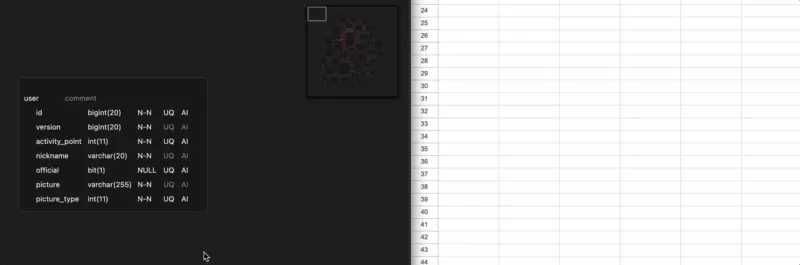 user comment
id bigint(20) N-N UQ AI
version bigint(20) N-N UQ AI
activity_point int(11) N-N UQ AI
nickname varchar(20) N-N UQ AI
official bit(1) NULL UQ AI
picture varchar(255) N-N UQ AI
picture_type int(11) N-N UQ AI
24
25
26
27
28
29
30
31
32
33
34
35
36
37
38
39
40
41
42
43
44